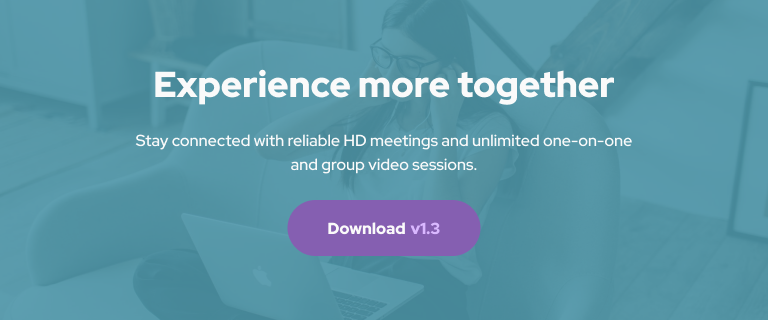 Experience more together
Stay connected with reliable HD meetings and unlimited one-on-one
and group video sessions.
Download v1.3